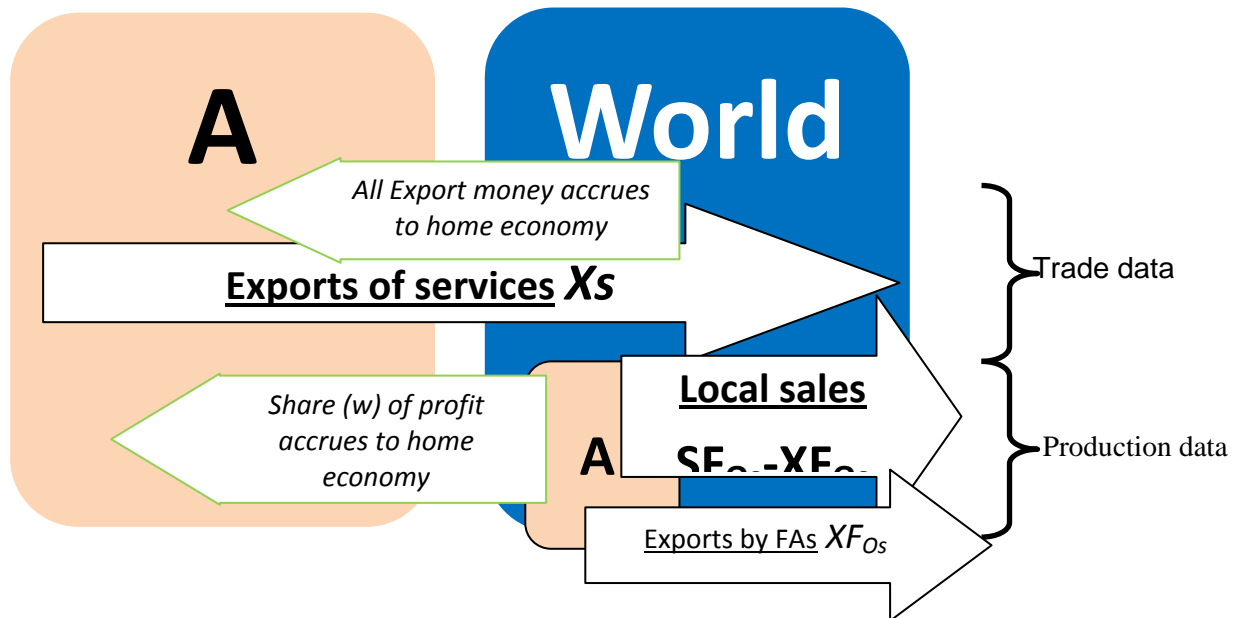 A
World
All Export money accrues
to home economy
Exports of services Xs
Trade data
Share (w) of profit
accrues to home
economy
A
Local sales
Production data
Exports by FAs XFOs